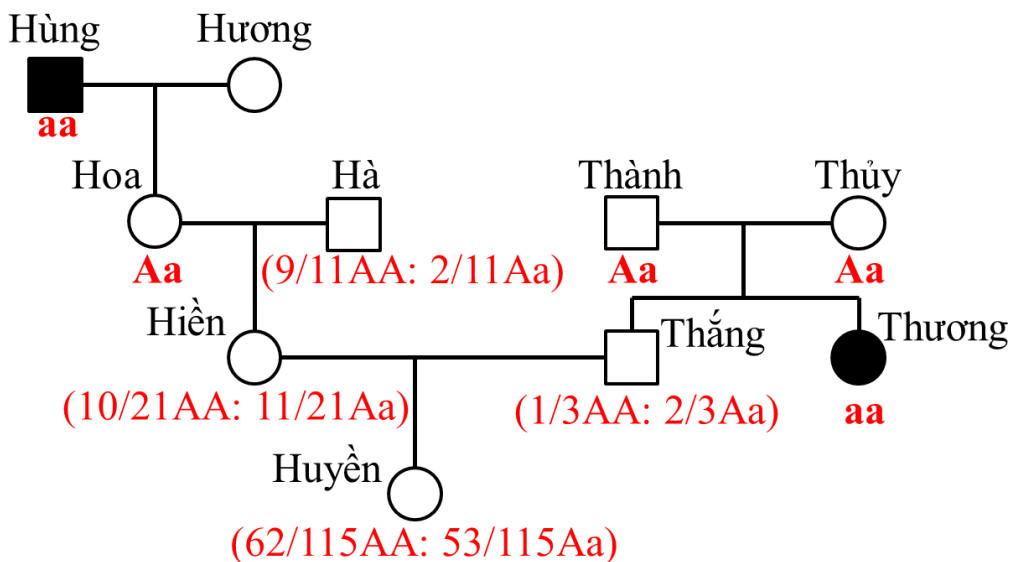 Hùng Hương
aa
Hoa Hà Thành Thủy
Aa (9/11AA: 2/11Aa) Aa Aa
Hiền Thắng Thương
(10/21AA: 11/21Aa) (1/3AA: 2/3Aa) aa
Huyền
(62/115AA: 53/115Aa)